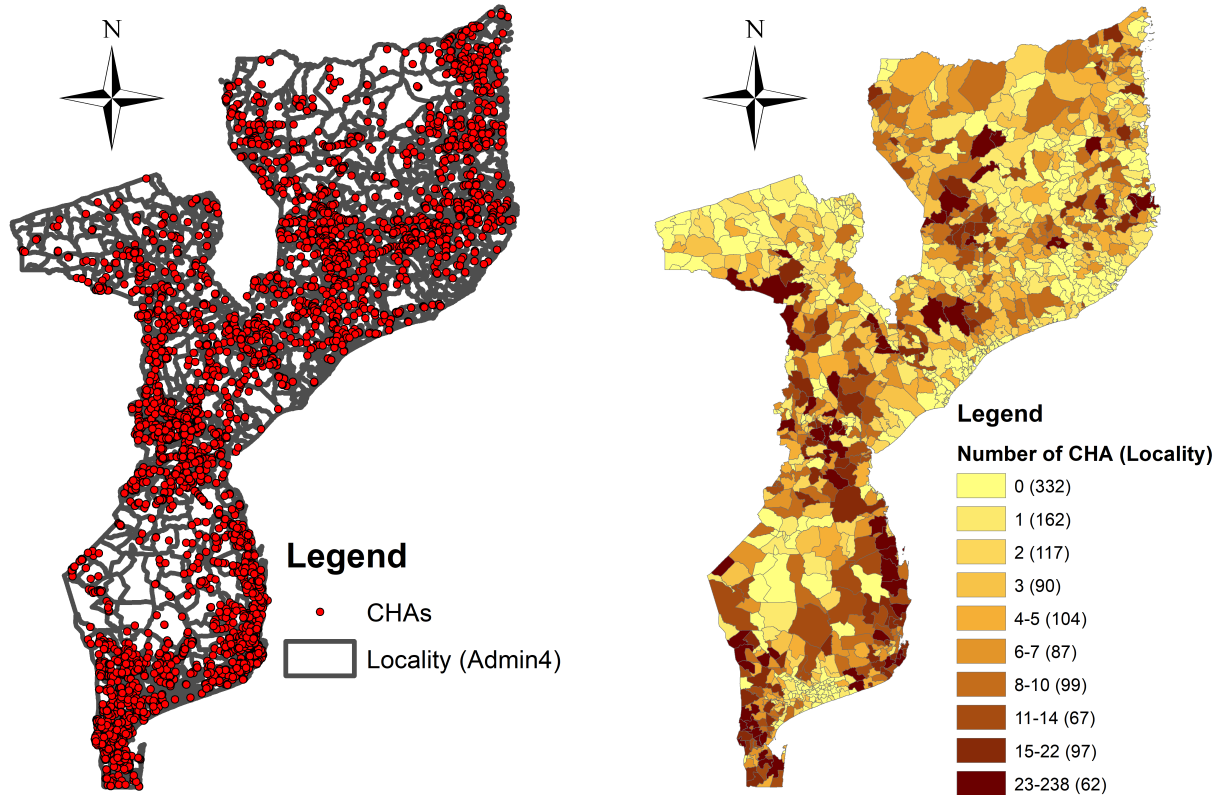 N
Legend
CHAs
Locality (Admin4)
N
Legend
Number of CHA (Locality)
0 (332)
1 (162)
2 (117)
3 (90)
4-5 (104)
6-7 (87)
8-10 (99)
11-14 (67)
15-22 (97)
23-238 (62)